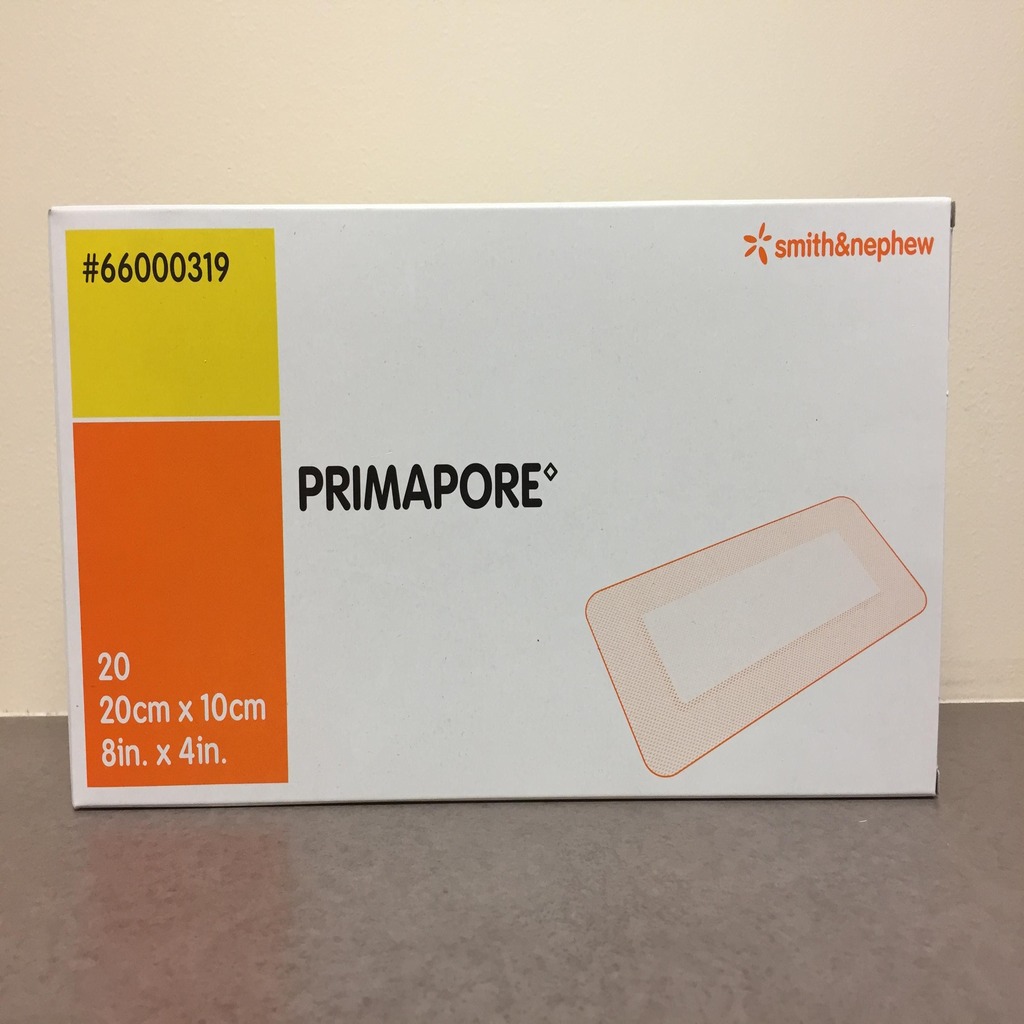 #66000319
smith&nephew
PRIMAPORE◊
20
20cm x 10cm
8in. x 4in.